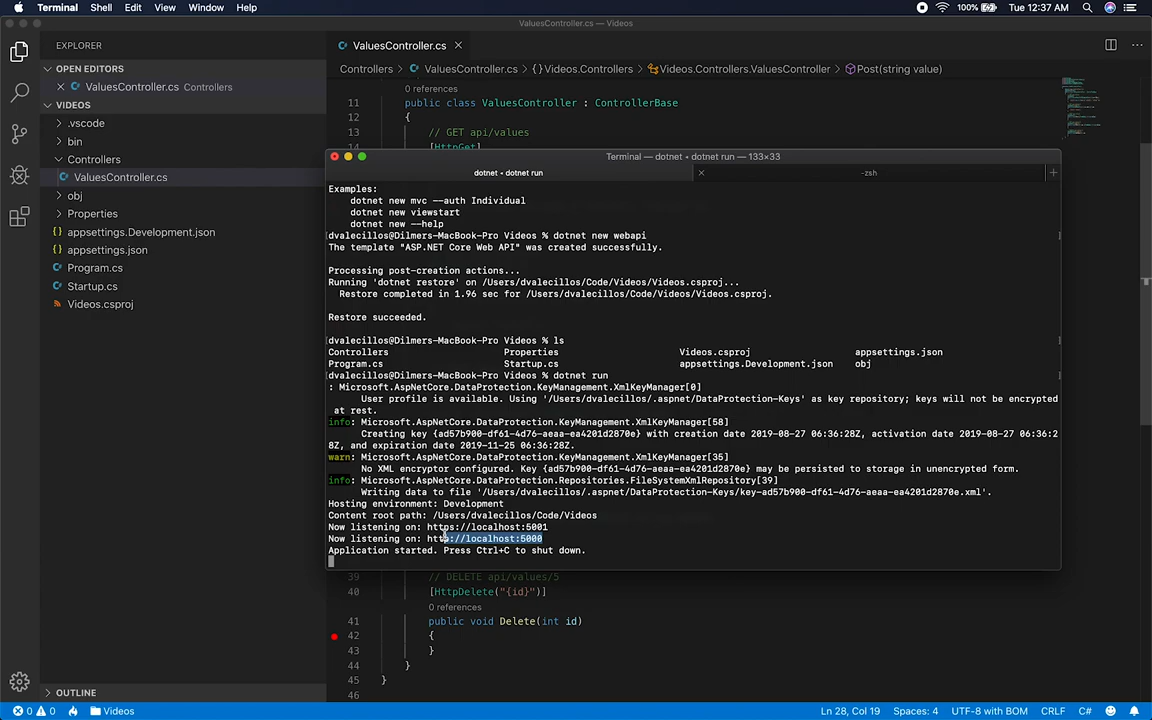 Terminal Shell Edit View Window Help 100% Tue 12:37 AM
ValuesController.cs — Videos
EXPLORER
ValuesController.cs
OPEN EDITORS
Controllers > ValuesController.cs > {} Videos.Controllers > Videos.Controllers.ValuesController > Post(string value)
ValuesController.cs Controllers
VIDEOS
.vscode
bin
Controllers
ValuesController.cs
obj
Properties
appsettings.Development.json
appsettings.json
Program.cs
Startup.cs
Videos.csproj
OUTLINE
0 references
11 public class ValuesController : ControllerBase
12 {
13 // GET api/values
14 [HttpGet]
Terminal — dotnet • dotnet run — 133×33
dotnet • dotnet run
-zsh
Examples:
dotnet new mvc --auth Individual
dotnet new viewstart
dotnet new --help
[dvalecillos@Dilmers-MacBook-Pro Videos % dotnet new webapi ]
The template "ASP.NET Core Web API" was created successfully.
Processing post-creation actions...
Running 'dotnet restore' on /Users/dvalecillos/Code/Videos/Videos.csproj...
Restore completed in 1.96 sec for /Users/dvalecillos/Code/Videos/Videos.csproj.
Restore succeeded.
[dvalecillos@Dilmers-MacBook-Pro Videos % ls ]
Controllers Properties Videos.csproj appsettings.json
Program.cs Startup.cs appsettings.Development.json obj
[dvalecillos@Dilmers-MacBook-Pro Videos % dotnet run ]
: Microsoft.AspNetCore.DataProtection.KeyManagement.XmlKeyManager[0]
User profile is available. Using '/Users/dvalecillos/.aspnet/DataProtection-Keys' as key repository; keys will not be encrypted
at rest.
info: Microsoft.AspNetCore.DataProtection.KeyManagement.XmlKeyManager[58]
Creating key {ad57b900-df61-4d76-aeaa-ea4201d2870e} with creation date 2019-08-27 06:36:28Z, activation date 2019-08-27 06:36:2
8Z, and expiration date 2019-11-25 06:36:28Z.
warn: Microsoft.AspNetCore.DataProtection.KeyManagement.XmlKeyManager[35]
No XML encryptor configured. Key {ad57b900-df61-4d76-aeaa-ea4201d2870e} may be persisted to storage in unencrypted form.
info: Microsoft.AspNetCore.DataProtection.Repositories.FileSystemXmlRepository[39]
Writing data to file '/Users/dvalecillos/.aspnet/DataProtection-Keys/key-ad57b900-df61-4d76-aeaa-ea4201d2870e.xml'.
Hosting environment: Development
Content root path: /Users/dvalecillos/Code/Videos
Now listening on: https://localhost:5001
Now listening on: http://localhost:5000
Application started. Press Ctrl+C to shut down.
39 // DELETE api/values/5
40 [HttpDelete("{id}")]
0 references
41 public void Delete(int id)
42 {
43 }
44 }
45 }
46
0 0 Videos Ln 28, Col 19 Spaces: 4 UTF-8 with BOM CRLF C#